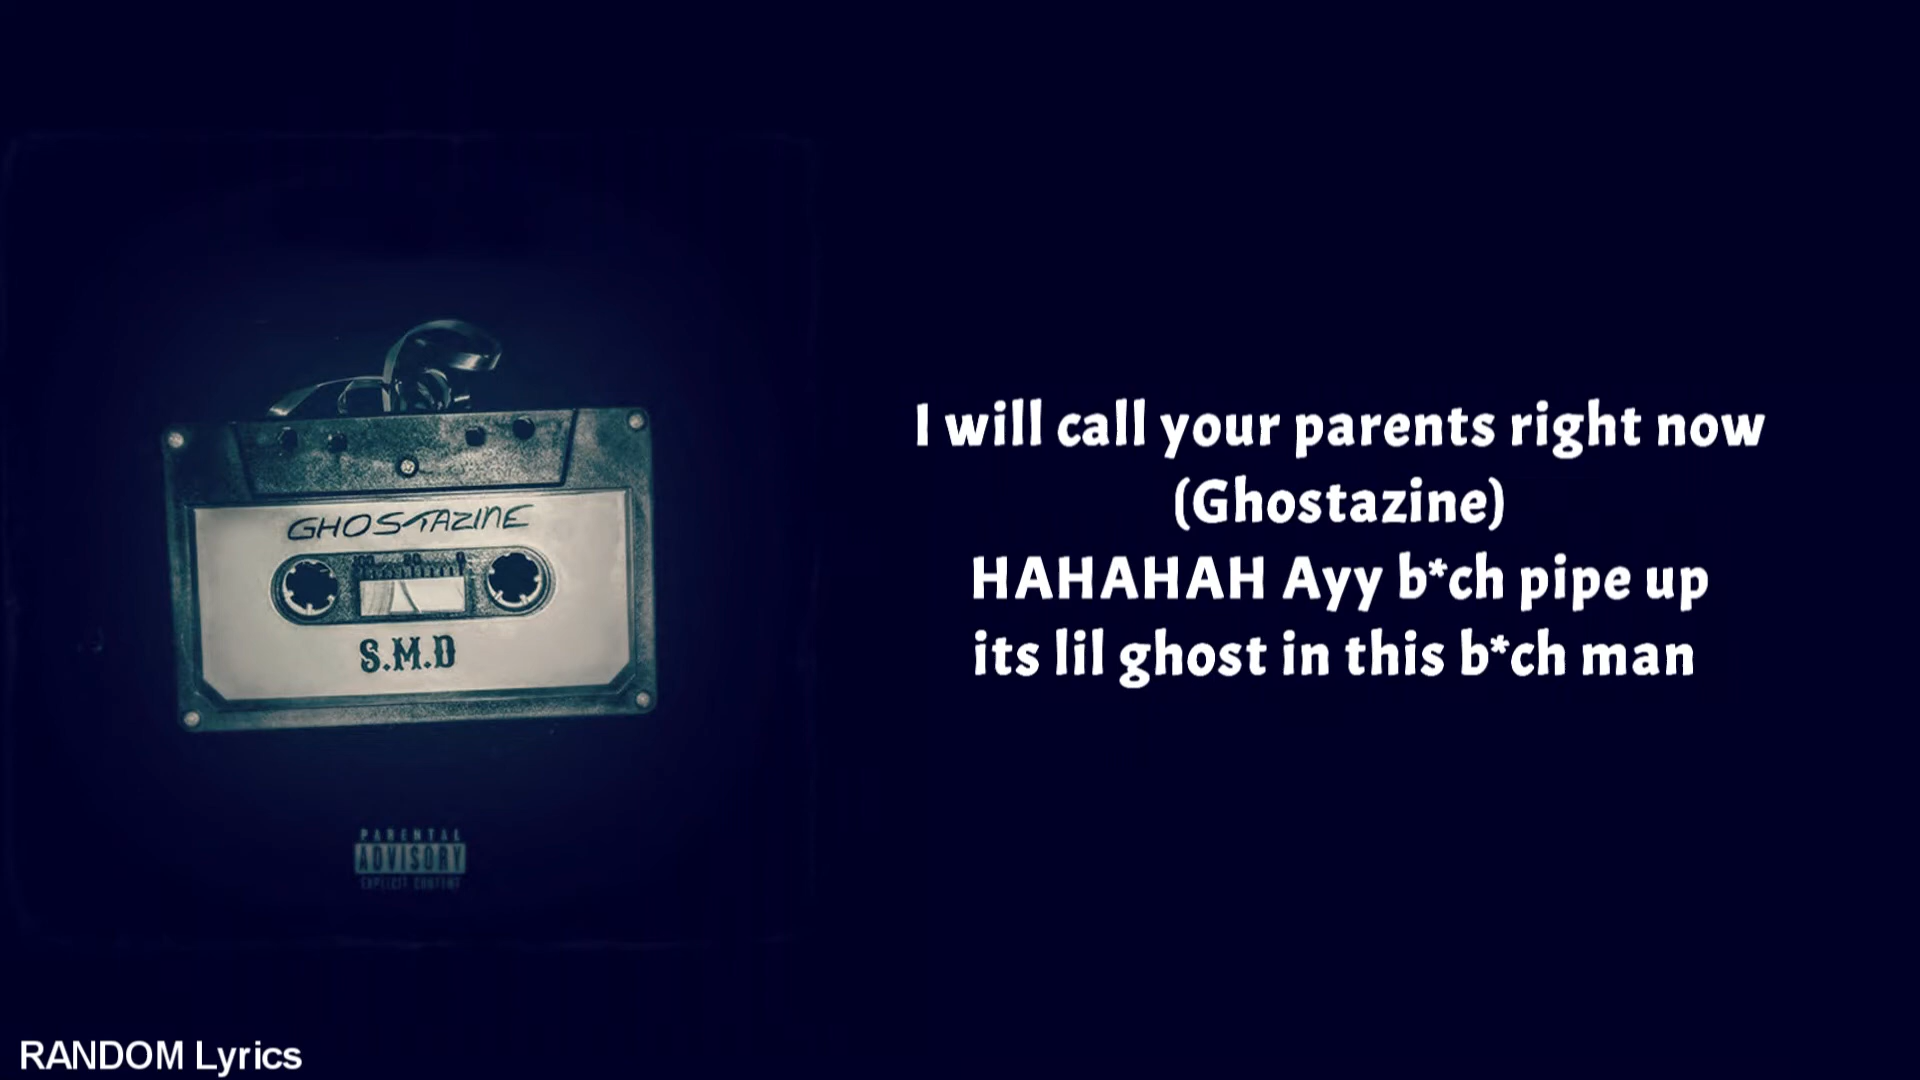 GHOSTAZINE
S.M.D
PARENTAL
ADVISORY
EXPLICIT CONTENT
I will call your parents right now
(Ghostazine)
HAHAHAH Ayy b*ch pipe up
its lil ghost in this b*ch man
RANDOM Lyrics